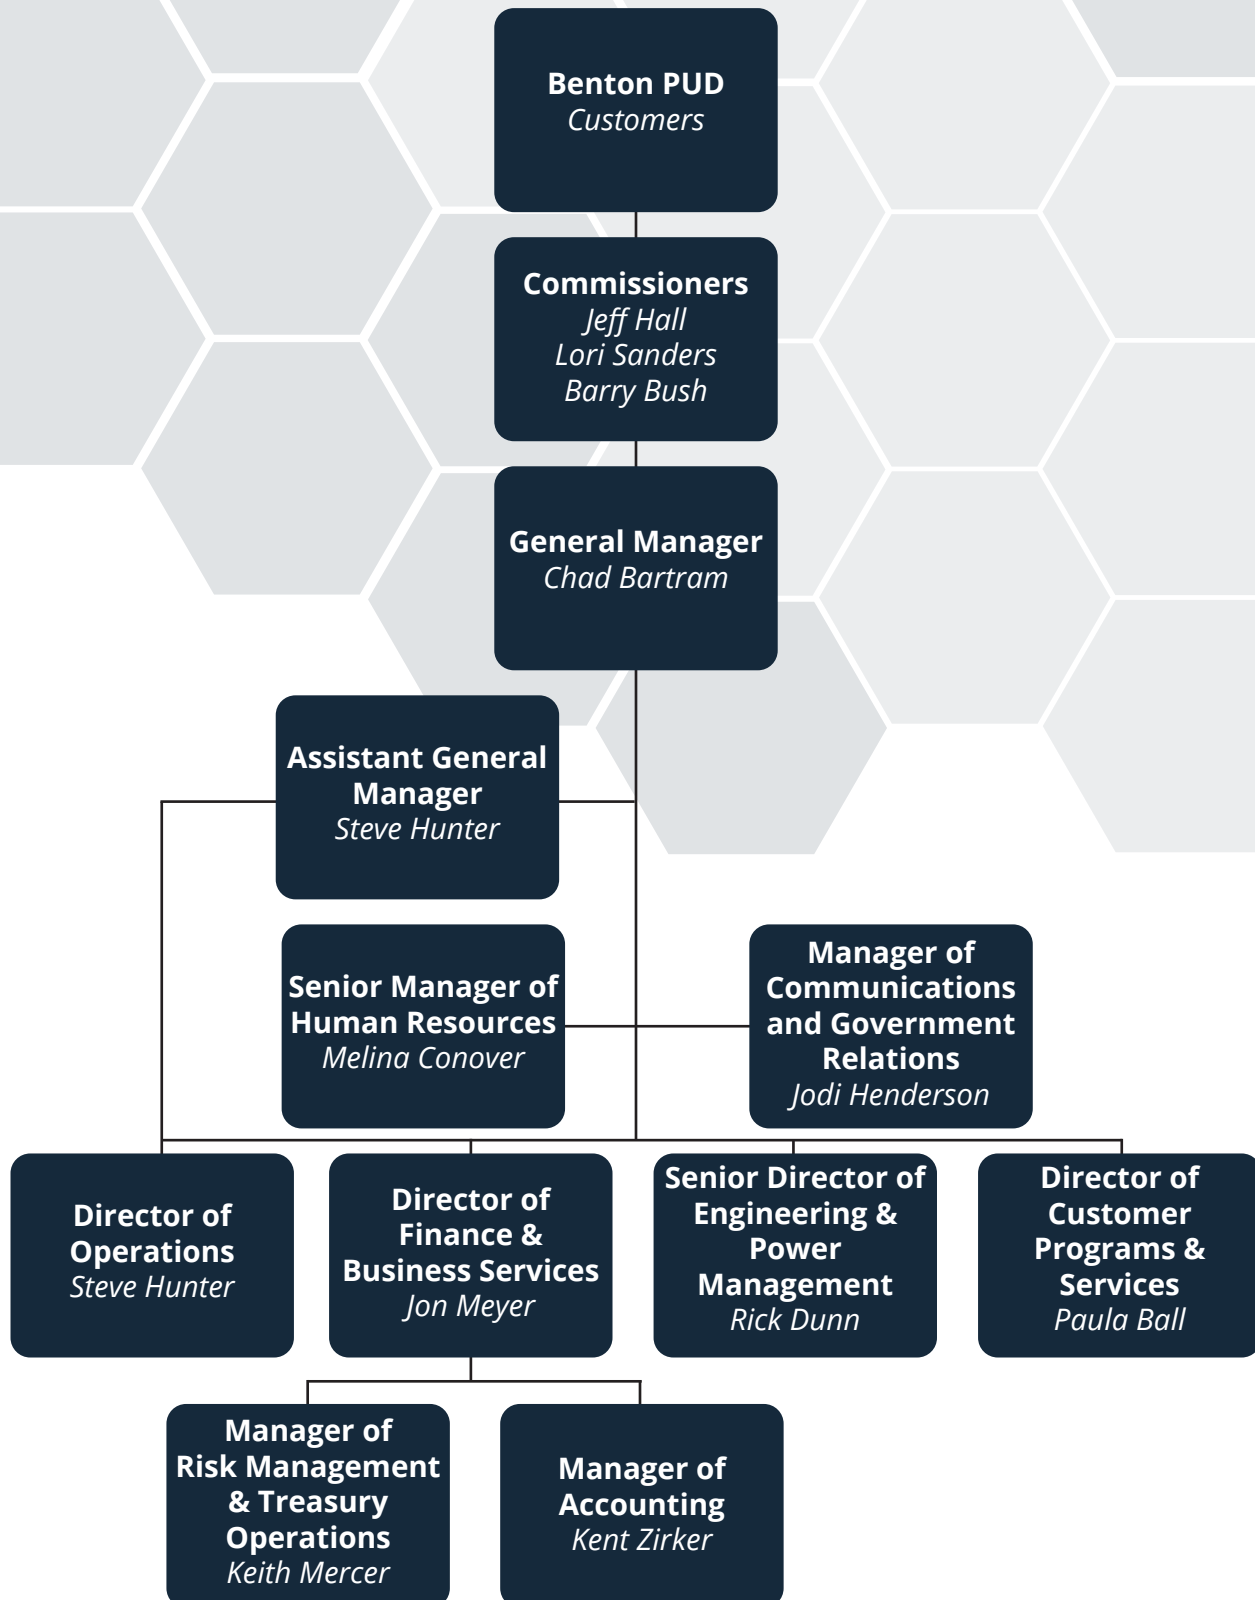 Benton PUD
Customers
Commissioners
Jeff Hall
Lori Sanders
Barry Bush
General Manager
Chad Bartram
Assistant General
Manager
Steve Hunter
Senior Manager of
Human Resources
Melina Conover
Manager of
Communications
and Government
Relations
Jodi Henderson
Director of
Operations
Steve Hunter
Director of
Finance &
Business Services
Jon Meyer
Senior Director of
Engineering &
Power
Management
Rick Dunn
Director of
Customer
Programs &
Services
Paula Ball
Manager of
Risk Management
& Treasury
Operations
Keith Mercer
Manager of
Accounting
Kent Zirker